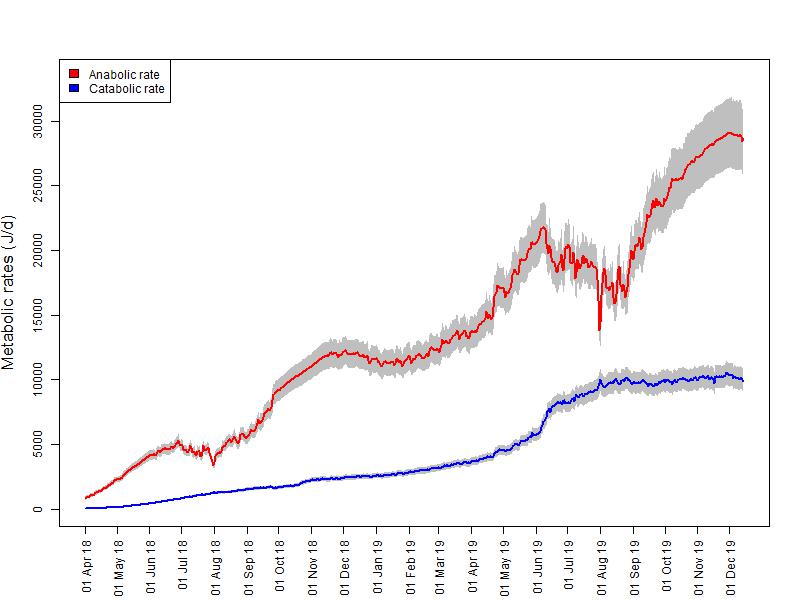 Anabolic rate
Catabolic rate
Metabolic rates (J/d)
30000
25000
20000
15000
10000
5000
0
01 Apr 18
01 May 18
01 Jun 18
01 Jul 18
01 Aug 18
01 Sep 18
01 Oct 18
01 Nov 18
01 Dec 18
01 Jan 19
01 Feb 19
01 Mar 19
01 Apr 19
01 May 19
01 Jun 19
01 Jul 19
01 Aug 19
01 Sep 19
01 Oct 19
01 Nov 19
01 Dec 19